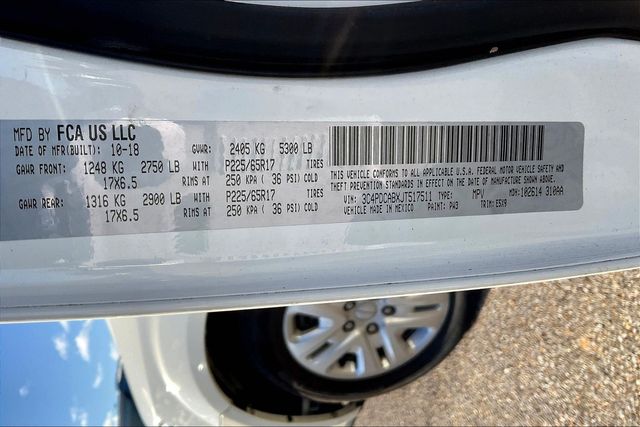 MFD BY FCA US LLC
DATE OF MFR(BUILT): 10-18 GVWR: 2405 KG 5300 LB
GAWR FRONT: 1248 KG 2750 LB WITH P225/65R17 TIRES
17X6.5 RIMS AT 250 KPA ( 36 PSI) COLD
GAWR REAR: 1316 KG 2900 LB WITH P225/65R17 TIRES
17X6.5 RIMS AT 250 KPA ( 36 PSI) COLD
THIS VEHICLE CONFORMS TO ALL APPLICABLE U.S.A. FEDERAL MOTOR VEHICLE SAFETY AND
THEFT PREVENTION STANDARDS IN EFFECT ON THE DATE OF MANUFACTURE SHOWN ABOVE.
VIN: 3C4PDCABXJT517511 TYPE: MPV MDH:102614 310AA
VEHICLE MADE IN MEXICO PAINT: PW3 TRIM: E5X9